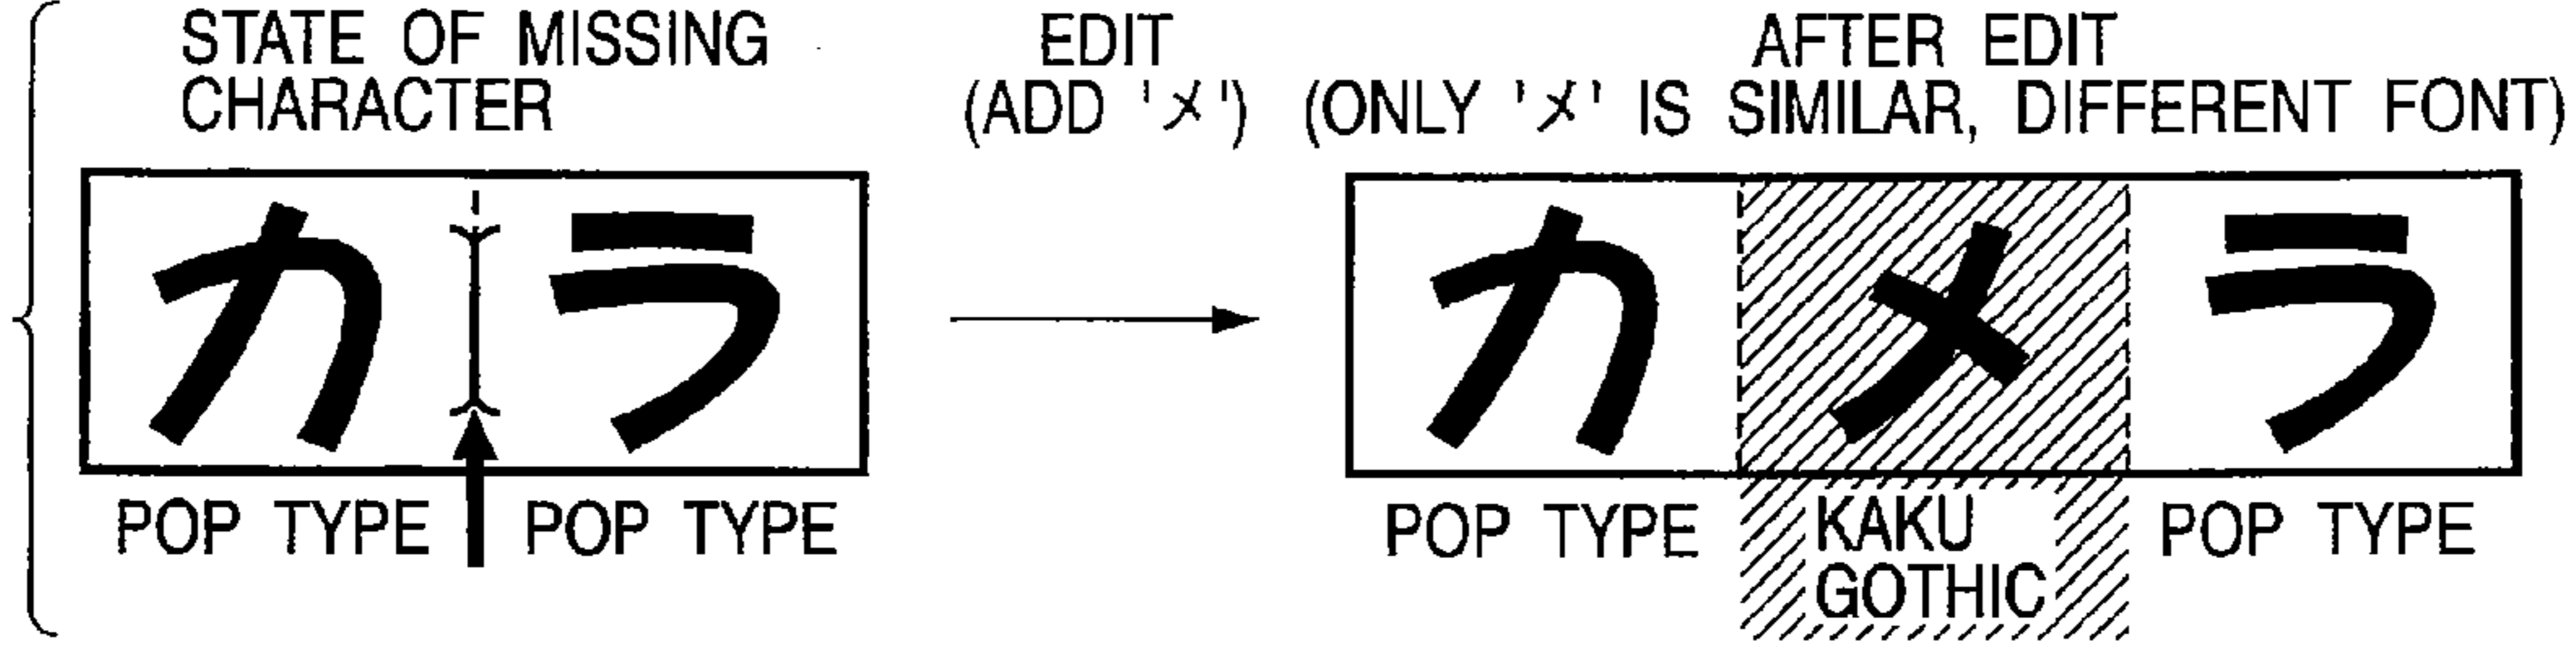 STATE OF MISSING
CHARACTER
カラ
POP TYPE POP TYPE
EDIT
(ADD 'メ')
AFTER EDIT
(ONLY 'メ' IS SIMILAR, DIFFERENT FONT)
カメラ
POP TYPE KAKU GOTHIC POP TYPE